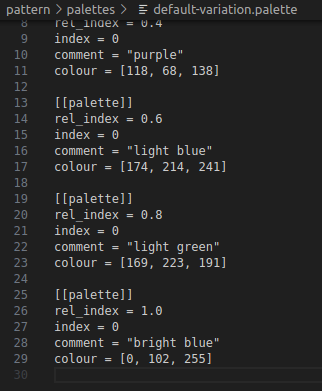 pattern > palettes > default-variation.palette
8 rel_index = 0.4
9 index = 0
10 comment = "purple"
11 colour = [118, 68, 138]
12
13 [[palette]]
14 rel_index = 0.6
15 index = 0
16 comment = "light blue"
17 colour = [174, 214, 241]
18
19 [[palette]]
20 rel_index = 0.8
21 index = 0
22 comment = "light green"
23 colour = [169, 223, 191]
24
25 [[palette]]
26 rel_index = 1.0
27 index = 0
28 comment = "bright blue"
29 colour = [0, 102, 255]
30